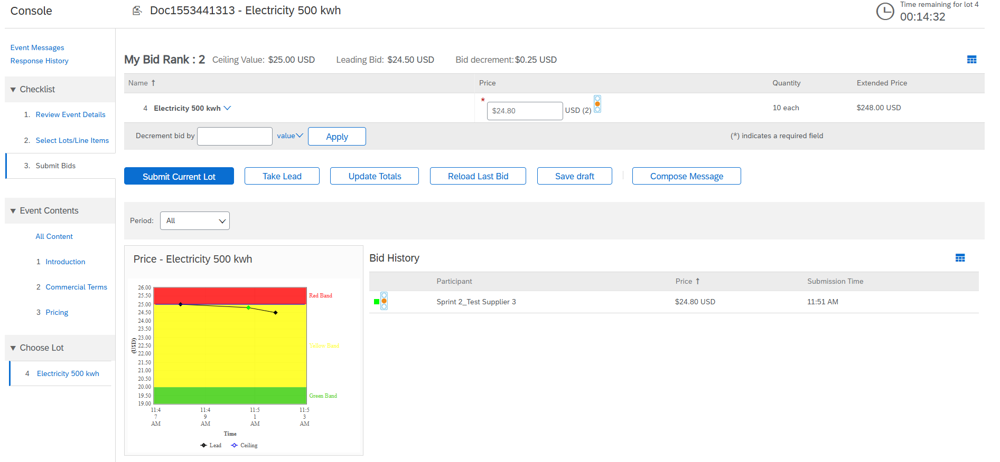 Console
Doc1553441313 - Electricity 500 kwh
Time remaining for lot 4
00:14:32
Event Messages
Response History
▼ Checklist
1. Review Event Details
2. Select Lots/Line Items
3. Submit Bids
▼ Event Contents
All Content
1 Introduction
2 Commercial Terms
3 Pricing
▼ Choose Lot
4 Electricity 500 kwh
My Bid Rank : 2 Ceiling Value: $25.00 USD Leading Bid: $24.50 USD Bid decrement: $0.25 USD
Name ↑ Price Quantity Extended Price
4 Electricity 500 kwh * $24.80 USD (2) 10 each $248.00 USD
Decrement bid by value Apply (*) indicates a required field
Submit Current Lot Take Lead Update Totals Reload Last Bid Save draft Compose Message
Period: All
Price - Electricity 500 kwh
26.00
25.50
25.00
24.50
24.00
23.50
23.00
22.50
22.00
21.50
21.00
20.50
20.00
19.50
19.00
(USD)
Red Band
Yellow Band
Green Band
11:4 11:4 11:5 11:5
7 9 1 3
AM AM AM AM
Time
Lead Ceiling
Bid History
Participant Price ↑ Submission Time
Sprint 2_Test Supplier 3 $24.80 USD 11:51 AM